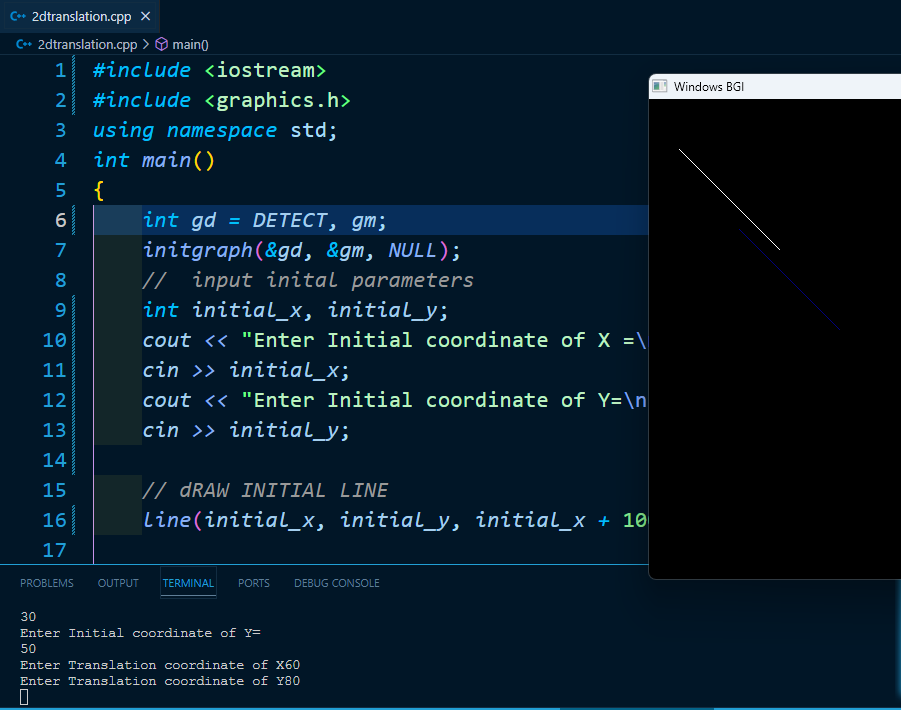 C++ 2dtranslation.cpp ×
C++ 2dtranslation.cpp > main()
1 #include <iostream>
2 #include <graphics.h>
3 using namespace std;
4 int main()
5 {
6 int gd = DETECT, gm;
7 initgraph(&gd, &gm, NULL);
8 //  input inital parameters
9 int initial_x, initial_y;
10 cout << "Enter Initial coordinate of X =\
11 cin >> initial_x;
12 cout << "Enter Initial coordinate of Y=\n
13 cin >> initial_y;
14
15 // dRAW INITIAL LINE
16 line(initial_x, initial_y, initial_x + 10
17
Windows BGI
PROBLEMS OUTPUT TERMINAL PORTS DEBUG CONSOLE
30
Enter Initial coordinate of Y=
50
Enter Translation coordinate of X60
Enter Translation coordinate of Y80